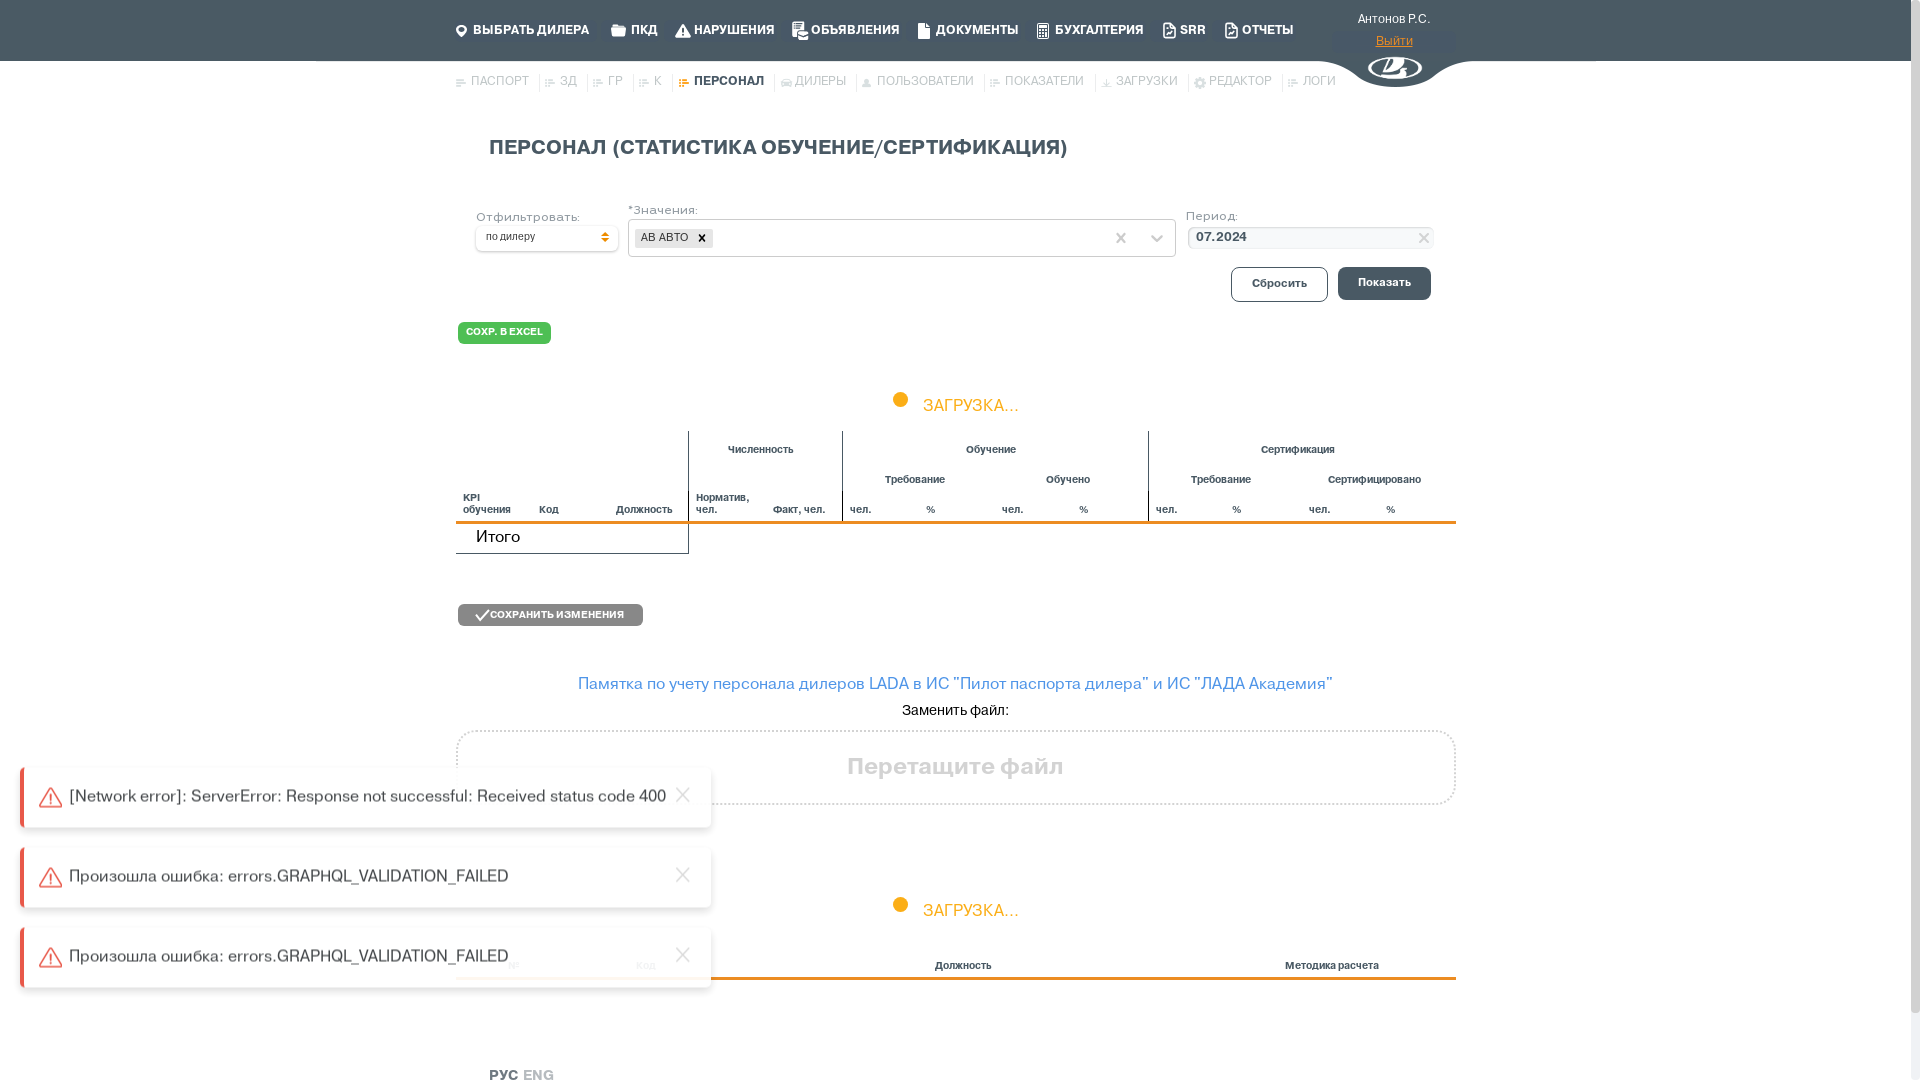 ВЫБРАТЬ ДИЛЕРА ПКД НАРУШЕНИЯ ОБЪЯВЛЕНИЯ ДОКУМЕНТЫ БУХГАЛТЕРИЯ SRR ОТЧЕТЫ Антонов Р.С.
Выйти
ПАСПОРТ ЗД ГР К ПЕРСОНАЛ ДИЛЕРЫ ПОЛЬЗОВАТЕЛИ ПОКАЗАТЕЛИ ЗАГРУЗКИ РЕДАКТОР ЛОГИ
ПЕРСОНАЛ (СТАТИСТИКА ОБУЧЕНИЕ/СЕРТИФИКАЦИЯ)
Отфильтровать: *Значения: Период:
по дилеру АВ АВТО 07.2024
Сбросить Показать
СОХР. В EXCEL
ЗАГРУЗКА...
Численность Обучение Сертификация
Требование Обучено Требование Сертифицировано
KPI обучения Код Должность Норматив, чел. Факт, чел. чел. % чел. % чел. % чел. %
Итого
СОХРАНИТЬ ИЗМЕНЕНИЯ
Памятка по учету персонала дилеров LADA в ИС "Пилот паспорта дилера" и ИС "ЛАДА Академия"
Заменить файл:
Перетащите файл
[Network error]: ServerError: Response not successful: Received status code 400
Произошла ошибка: errors.GRAPHQL_VALIDATION_FAILED
ЗАГРУЗКА...
Произошла ошибка: errors.GRAPHQL_VALIDATION_FAILED
№ Код Должность Методика расчета
РУС ENG